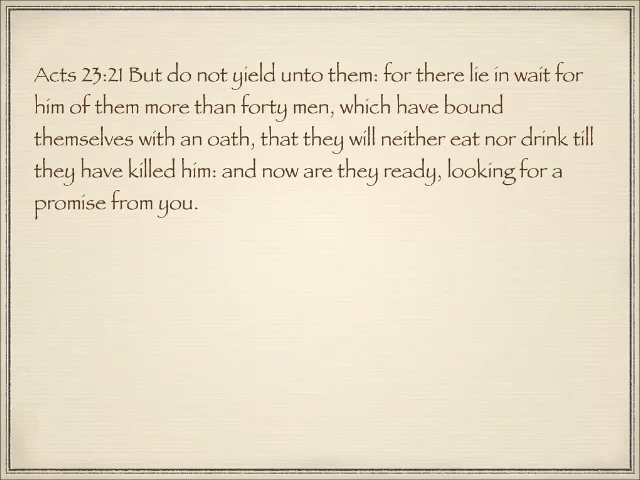 Acts 23:21 But do not yield unto them: for there lie in wait for
him of them more than forty men, which have bound
themselves with an oath, that they will neither eat nor drink till
they have killed him: and now are they ready, looking for a
promise from you.